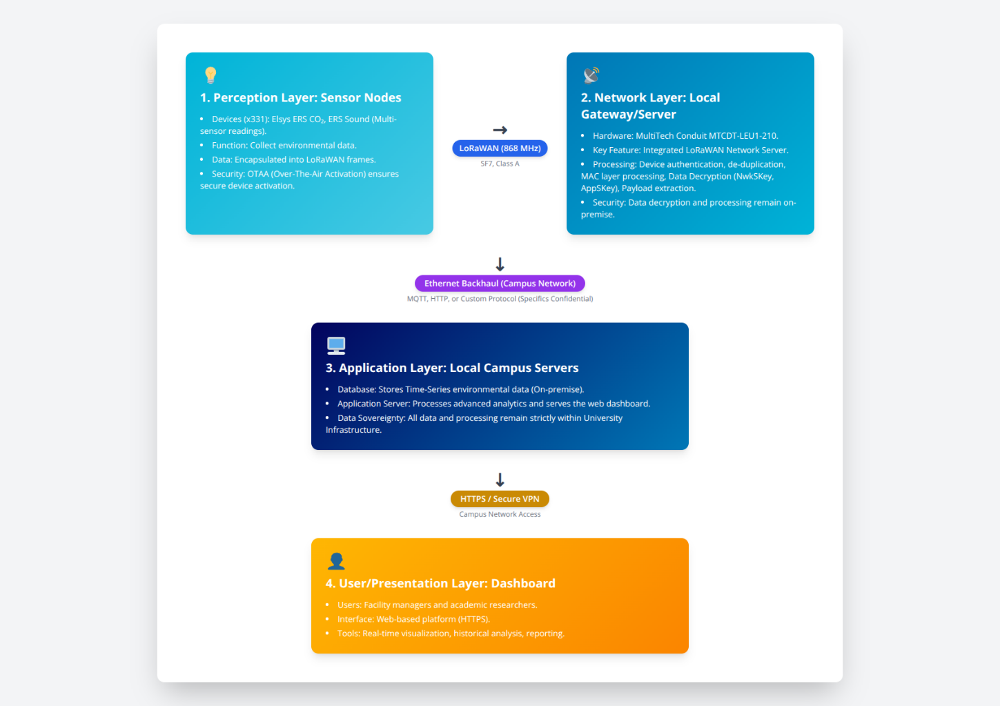 1. Perception Layer: Sensor Nodes
• Devices (x331): Elsys ERS CO₂, ERS Sound (Multi-
sensor readings).
• Function: Collect environmental data.
• Data: Encapsulated into LoRaWAN frames.
• Security: OTAA (Over-The-Air Activation) ensures
secure device activation.
→
LoRaWAN (868 MHz)
SF7, Class A
2. Network Layer: Local
Gateway/Server
• Hardware: MultiTech Conduit MTCDT-LEU1-210.
• Key Feature: Integrated LoRaWAN Network Server.
• Processing: Device authentication, de-duplication,
MAC layer processing, Data Decryption (NwkSKey,
AppSKey), Payload extraction.
• Security: Data decryption and processing remain on-
premise.
↓
Ethernet Backhaul (Campus Network)
MQTT, HTTP, or Custom Protocol (Specifics Confidential)
3. Application Layer: Local Campus Servers
• Database: Stores Time-Series environmental data (On-premise).
• Application Server: Processes advanced analytics and serves the web dashboard.
• Data Sovereignty: All data and processing remain strictly within University
Infrastructure.
↓
HTTPS / Secure VPN
Campus Network Access
4. User/Presentation Layer: Dashboard
• Users: Facility managers and academic researchers.
• Interface: Web-based platform (HTTPS).
• Tools: Real-time visualization, historical analysis, reporting.